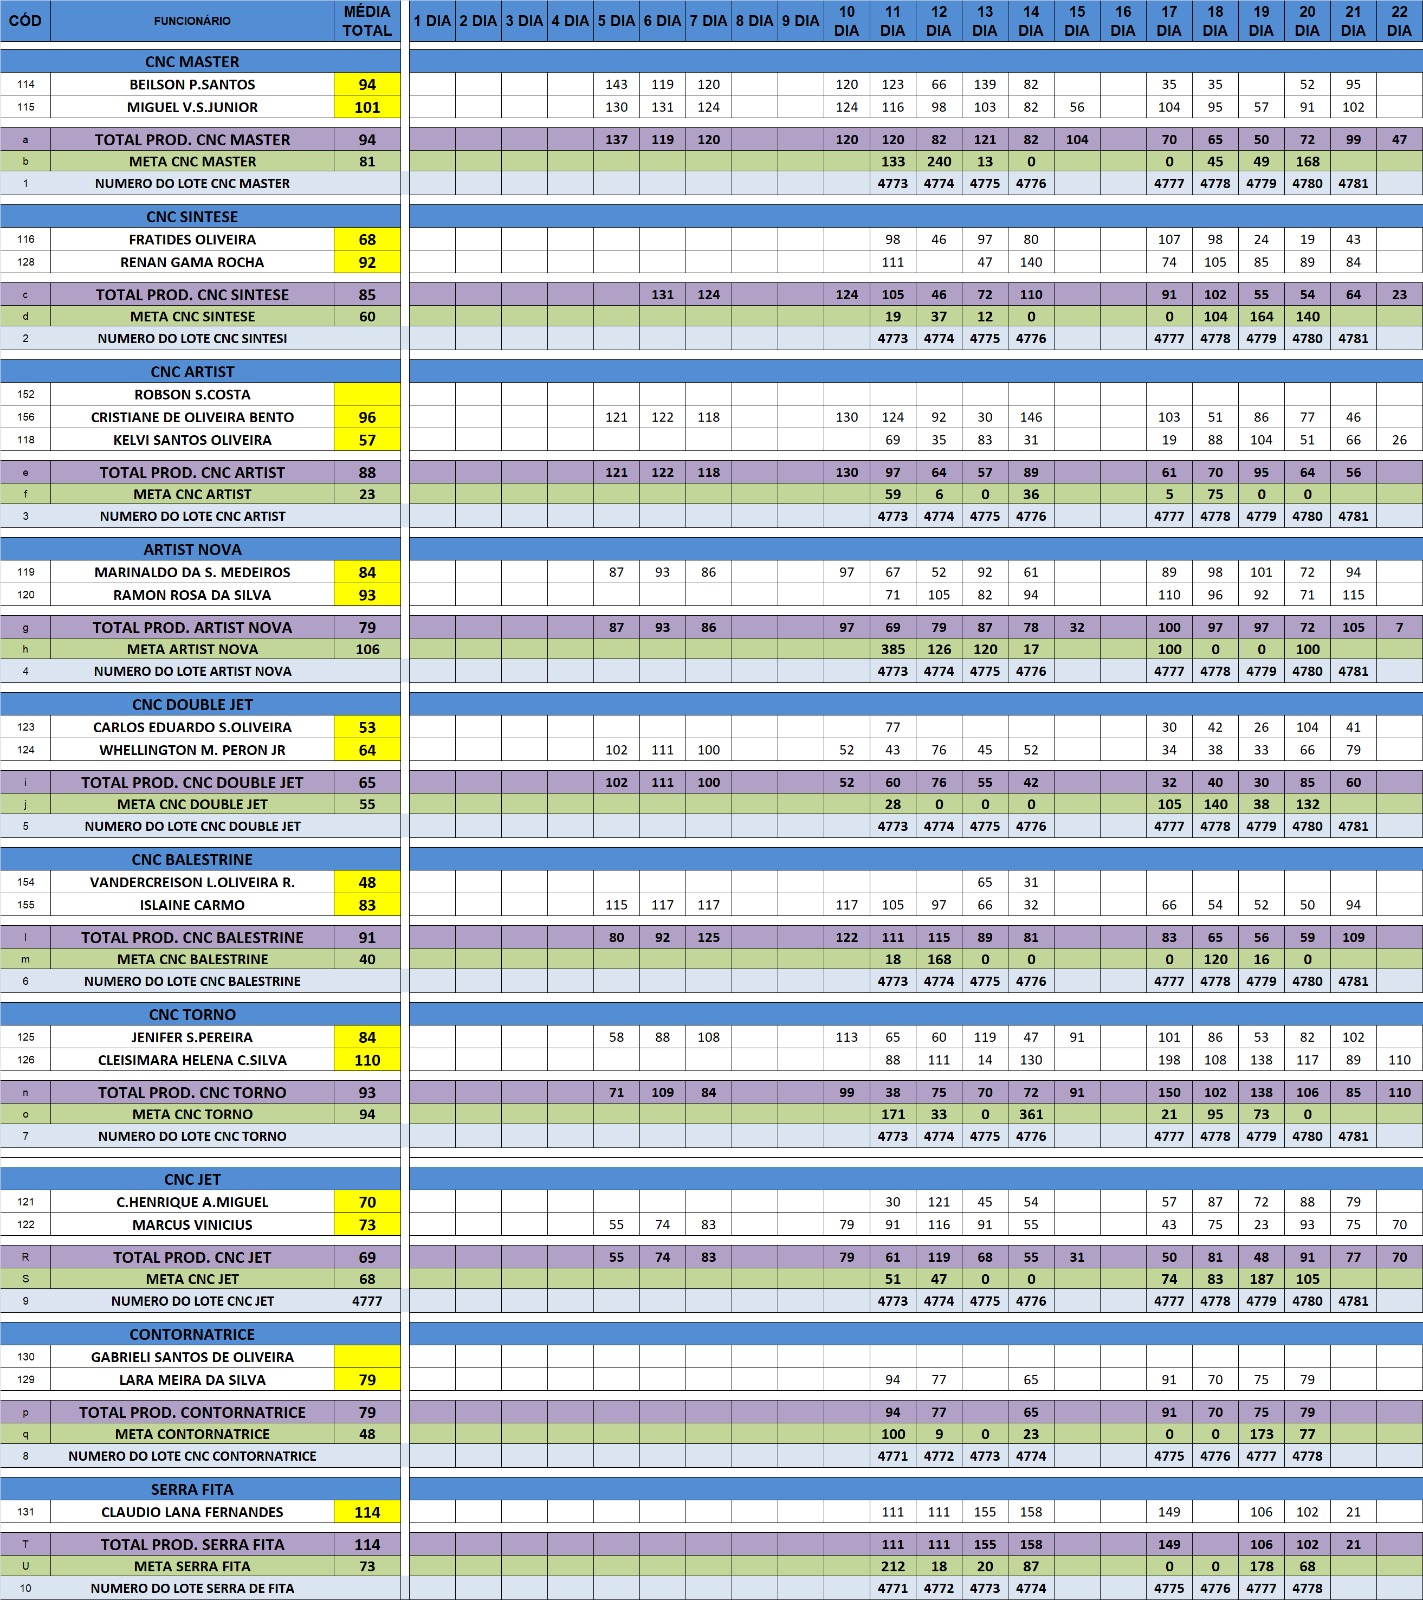 CÓD FUNCIONÁRIO MÉDIA TOTAL 1 DIA 2 DIA 3 DIA 4 DIA 5 DIA 6 DIA 7 DIA 8 DIA 9 DIA 10 DIA 11 DIA 12 DIA 13 DIA 14 DIA 15 DIA 16 DIA 17 DIA 18 DIA 19 DIA 20 DIA 21 DIA 22 DIA
CNC MASTER
114 BEILSON P.SANTOS 94 143 119 120 120 123 66 139 82 35 35 52 95
115 MIGUEL V.S.JUNIOR 101 130 131 124 124 116 98 103 82 56 104 95 57 91 102
a TOTAL PROD. CNC MASTER 94 137 119 120 120 120 82 121 82 104 70 65 50 72 99 47
b META CNC MASTER 81 133 240 13 0 0 45 49 168
1 NUMERO DO LOTE CNC MASTER 4773 4774 4775 4776 4777 4778 4779 4780 4781
CNC SINTESE
116 FRATIDES OLIVEIRA 68 98 46 97 80 107 98 24 19 43
128 RENAN GAMA ROCHA 92 111 47 140 74 105 85 89 84
c TOTAL PROD. CNC SINTESE 85 131 124 124 105 46 72 110 91 102 55 54 64 23
d META CNC SINTESE 60 19 37 12 0 0 104 164 140
2 NUMERO DO LOTE CNC SINTESI 4773 4774 4775 4776 4777 4778 4779 4780 4781
CNC ARTIST
152 ROBSON S.COSTA
156 CRISTIANE DE OLIVEIRA BENTO 96 121 122 118 130 124 92 30 146 103 51 86 77 46
118 KELVI SANTOS OLIVEIRA 57 69 35 83 31 19 88 104 51 66 26
e TOTAL PROD. CNC ARTIST 88 121 122 118 130 97 64 57 89 61 70 95 64 56
f META CNC ARTIST 23 59 6 0 36 5 75 0 0
3 NUMERO DO LOTE CNC ARTIST 4773 4774 4775 4776 4777 4778 4779 4780 4781
ARTIST NOVA
119 MARINALDO DA S. MEDEIROS 84 87 93 86 97 67 52 92 61 89 98 101 72 94
120 RAMON ROSA DA SILVA 93 71 105 82 94 110 96 92 71 115
g TOTAL PROD. ARTIST NOVA 79 87 93 86 97 69 79 87 78 32 100 97 97 72 105 7
h META ARTIST NOVA 106 385 126 120 17 100 0 0 100
4 NUMERO DO LOTE ARTIST NOVA 4773 4774 4775 4776 4777 4778 4779 4780 4781
CNC DOUBLE JET
123 CARLOS EDUARDO S.OLIVEIRA 53 77 30 42 26 104 41
124 WHELLINGTON M. PERON JR 64 102 111 100 52 43 76 45 52 34 38 33 66 79
i TOTAL PROD. CNC DOUBLE JET 65 102 111 100 52 60 76 55 42 32 40 30 85 60
j META CNC DOUBLE JET 55 28 0 0 0 105 140 38 132
5 NUMERO DO LOTE CNC DOUBLE JET 4773 4774 4775 4776 4777 4778 4779 4780 4781
CNC BALESTRINE
154 VANDERCREISON L.OLIVEIRA R. 48 65 31
155 ISLAINE CARMO 83 115 117 117 117 105 97 66 32 66 54 52 50 94
l TOTAL PROD. CNC BALESTRINE 91 80 92 125 122 111 115 89 81 83 65 56 59 109
m META CNC BALESTRINE 40 18 168 0 0 0 120 16 0
6 NUMERO DO LOTE CNC BALESTRINE 4773 4774 4775 4776 4777 4778 4779 4780 4781
CNC TORNO
125 JENIFER S.PEREIRA 84 58 88 108 113 65 60 119 47 91 101 86 53 82 102
126 CLEISIMARA HELENA C.SILVA 110 88 111 14 130 198 108 138 117 89 110
n TOTAL PROD. CNC TORNO 93 71 109 84 99 38 75 70 72 91 150 102 138 106 85 110
o META CNC TORNO 94 171 33 0 361 21 95 73 0
7 NUMERO DO LOTE CNC TORNO 4773 4774 4775 4776 4777 4778 4779 4780 4781
CNC JET
121 C.HENRIQUE A.MIGUEL 70 30 121 45 54 57 87 72 88 79
122 MARCUS VINICIUS 73 55 74 83 79 91 116 91 55 43 75 23 93 75 70
R TOTAL PROD. CNC JET 69 55 74 83 79 61 119 68 55 31 50 81 48 91 77 70
S META CNC JET 68 51 47 0 0 74 83 187 105
9 NUMERO DO LOTE CNC JET 4777 4773 4774 4775 4776 4777 4778 4779 4780 4781
CONTORNATRICE
130 GABRIELI SANTOS DE OLIVEIRA
129 LARA MEIRA DA SILVA 79 94 77 65 91 70 75 79
p TOTAL PROD. CONTORNATRICE 79 94 77 65 91 70 75 79
q META CONTORNATRICE 48 100 9 0 23 0 0 173 77
8 NUMERO DO LOTE CNC CONTORNATRICE 4771 4772 4773 4774 4775 4776 4777 4778
SERRA FITA
131 CLAUDIO LANA FERNANDES 114 111 111 155 158 149 106 102 21
T TOTAL PROD. SERRA FITA 114 111 111 155 158 149 106 102 21
U META SERRA FITA 73 212 18 20 87 0 0 178 68
10 NUMERO DO LOTE SERRA DE FITA 4771 4772 4773 4774 4775 4776 4777 4778